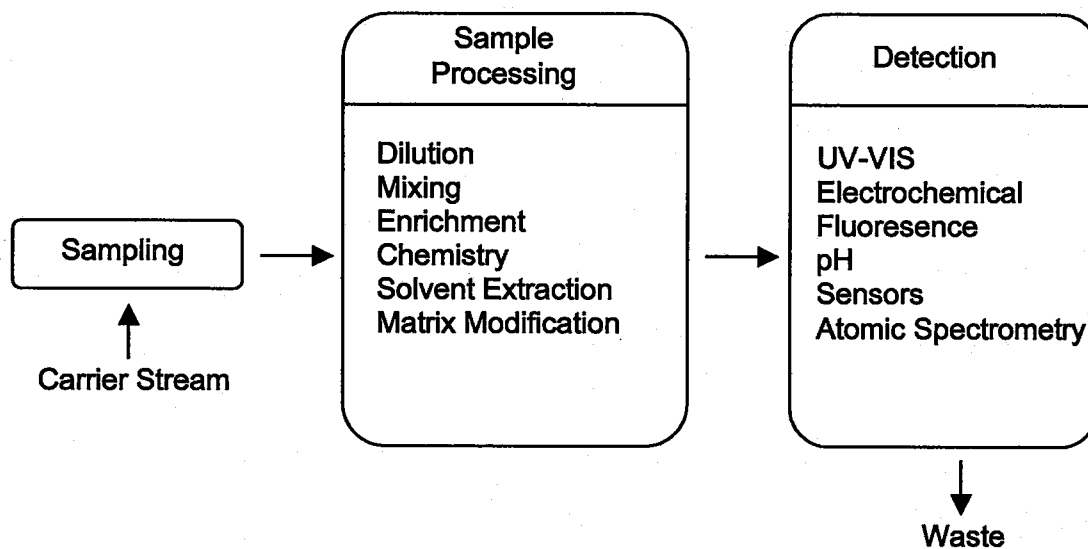 Sample
Processing
Detection
Dilution
Mixing
Enrichment
Chemistry
Solvent Extraction
Matrix Modification
UV-VIS
Electrochemical
Fluoresence
pH
Sensors
Atomic Spectrometry
Sampling
Carrier Stream
Waste